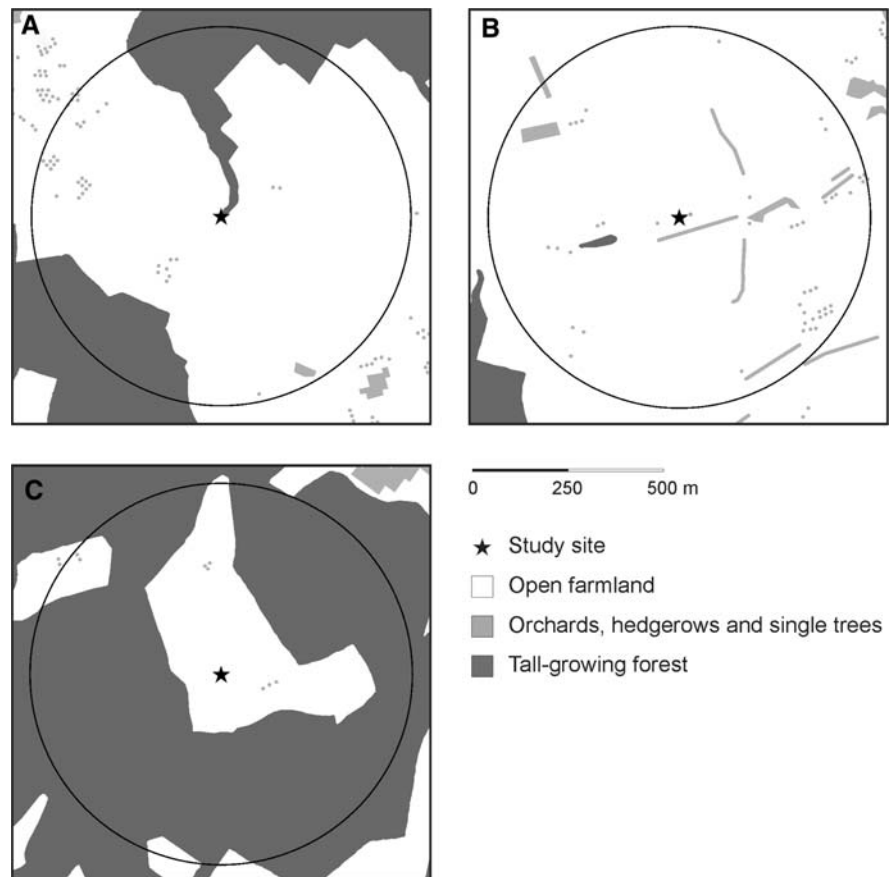 A
B
C
0 250 500 m
Study site
Open farmland
Orchards, hedgerows and single trees
Tall-growing forest